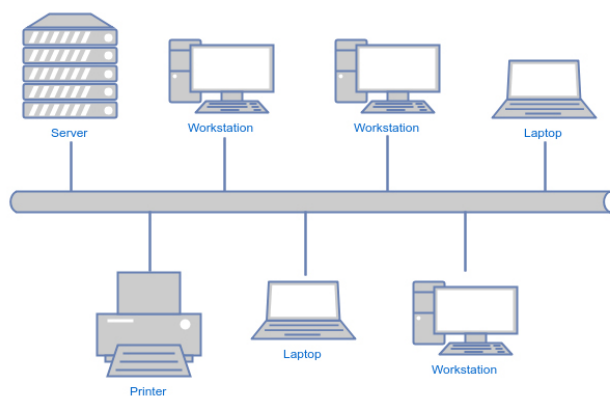 Server
Workstation
Workstation
Laptop
Printer
Laptop
Workstation